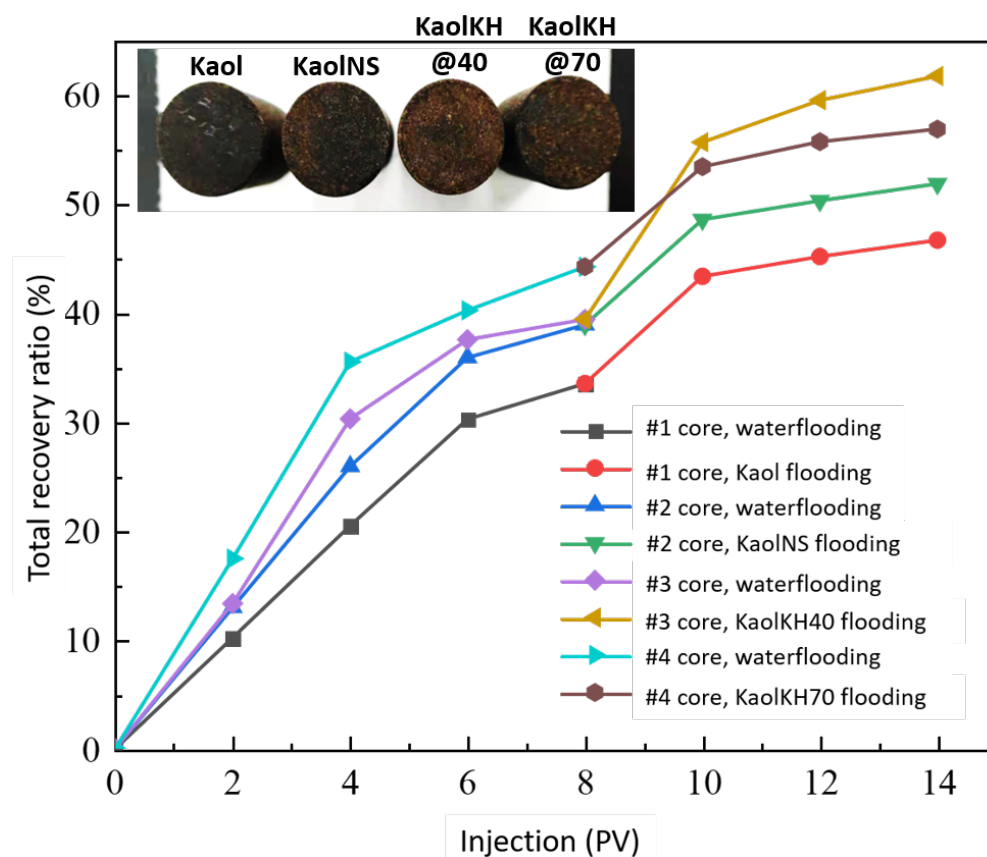 KaolKH KaolKH
Kaol KaolNS @40 @70
Total recovery ratio (%)
60
50
40
30
20
10
0
#1 core, waterflooding
#1 core, Kaol flooding
#2 core, waterflooding
#2 core, KaolNS flooding
#3 core, waterflooding
#3 core, KaolKH40 flooding
#4 core, waterflooding
#4 core, KaolKH70 flooding
0 2 4 6 8 10 12 14
Injection (PV)